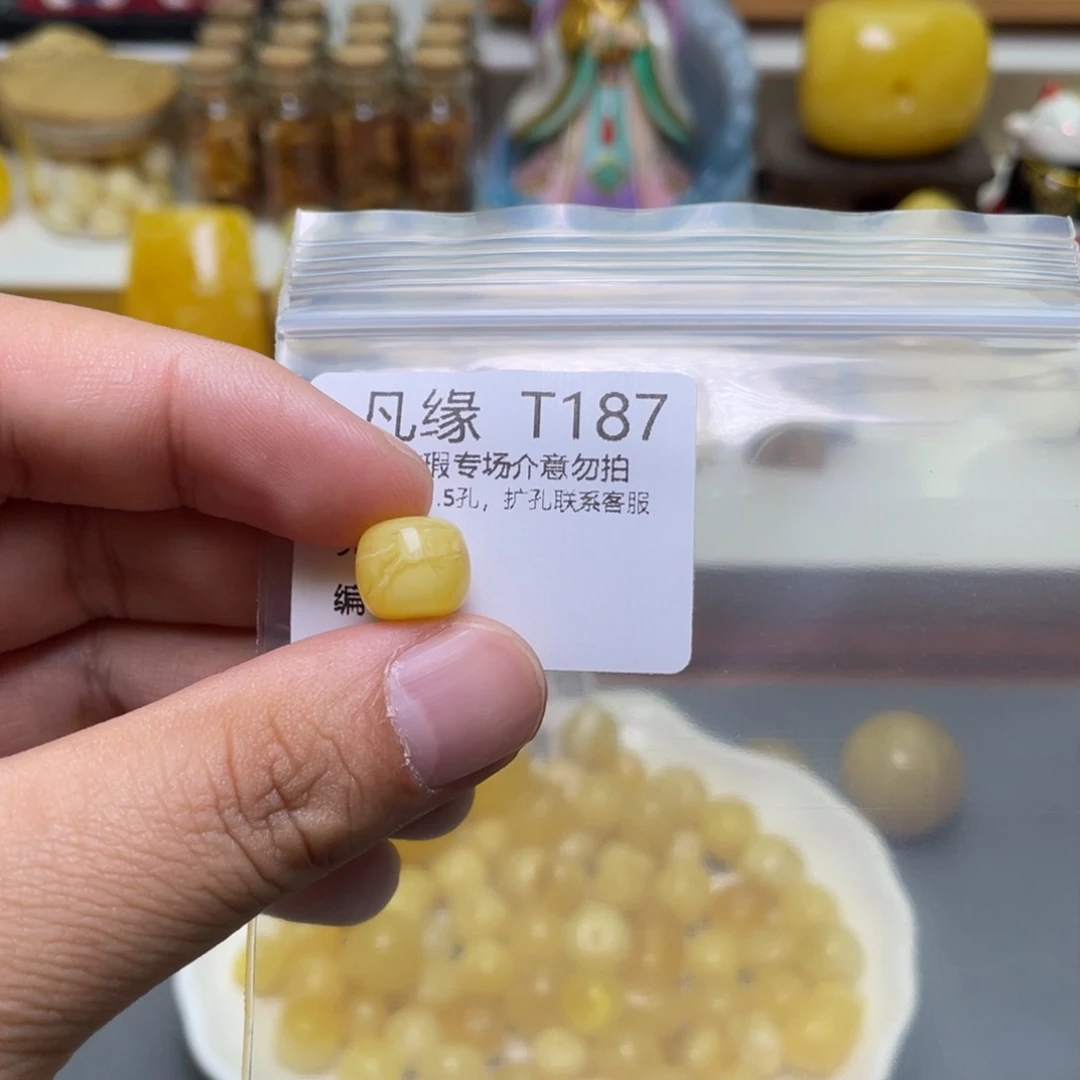 凡缘 T187
瑕专场介意勿拍
.5孔，扩孔联系客服
编